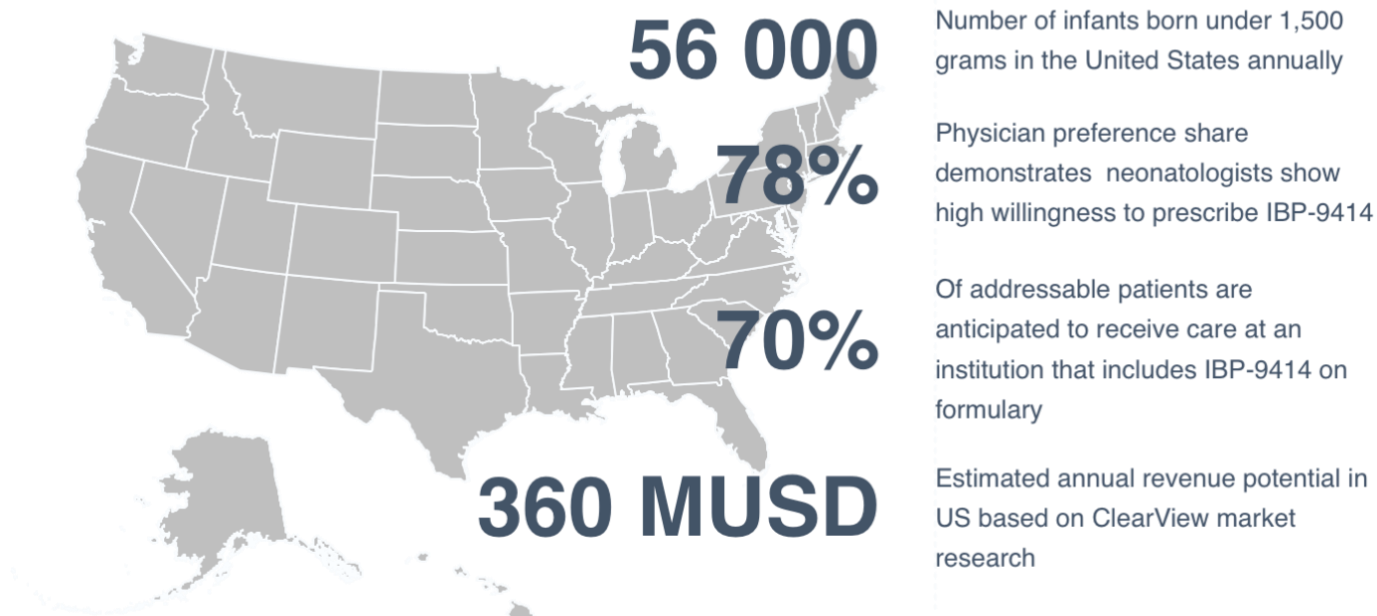 56 000
Number of infants born under 1,500
grams in the United States annually
78%
Physician preference share
demonstrates  neonatologists show
high willingness to prescribe IBP-9414
70%
Of addressable patients are
anticipated to receive care at an
institution that includes IBP-9414 on
formulary
360 MUSD
Estimated annual revenue potential in
US based on ClearView market
research